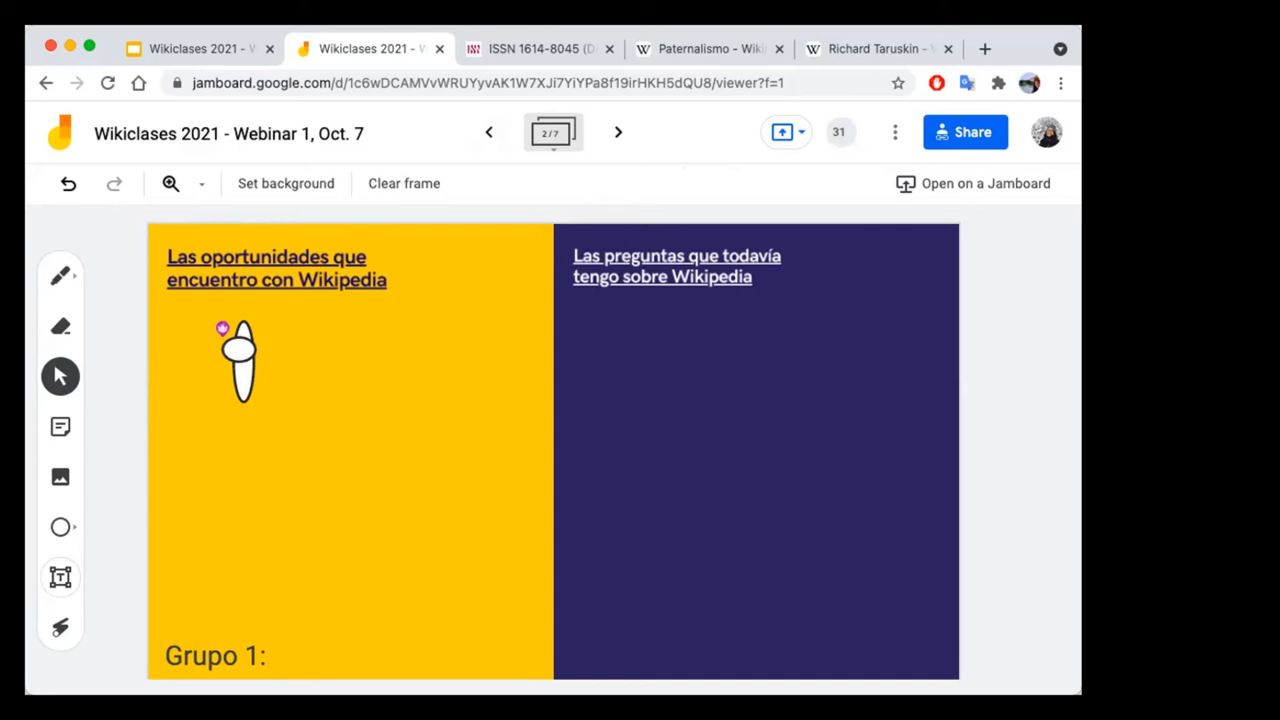 Wikiclases 2021 - W
Wikiclases 2021 - W
ISSN 1614-8045 (D
Paternalismo - Wiki
Richard Taruskin - W
jamboard.google.com/d/1c6wDCAMVvWRUYyvAK1W7XJi7YiYPa8f19irHKH5dQU8/viewer?f=1
Wikiclases 2021 - Webinar 1, Oct. 7
2/7
31
Share
Set background
Clear frame
Open on a Jamboard
Las oportunidades que
encuentro con Wikipedia
Las preguntas que todavía
tengo sobre Wikipedia
Grupo 1: